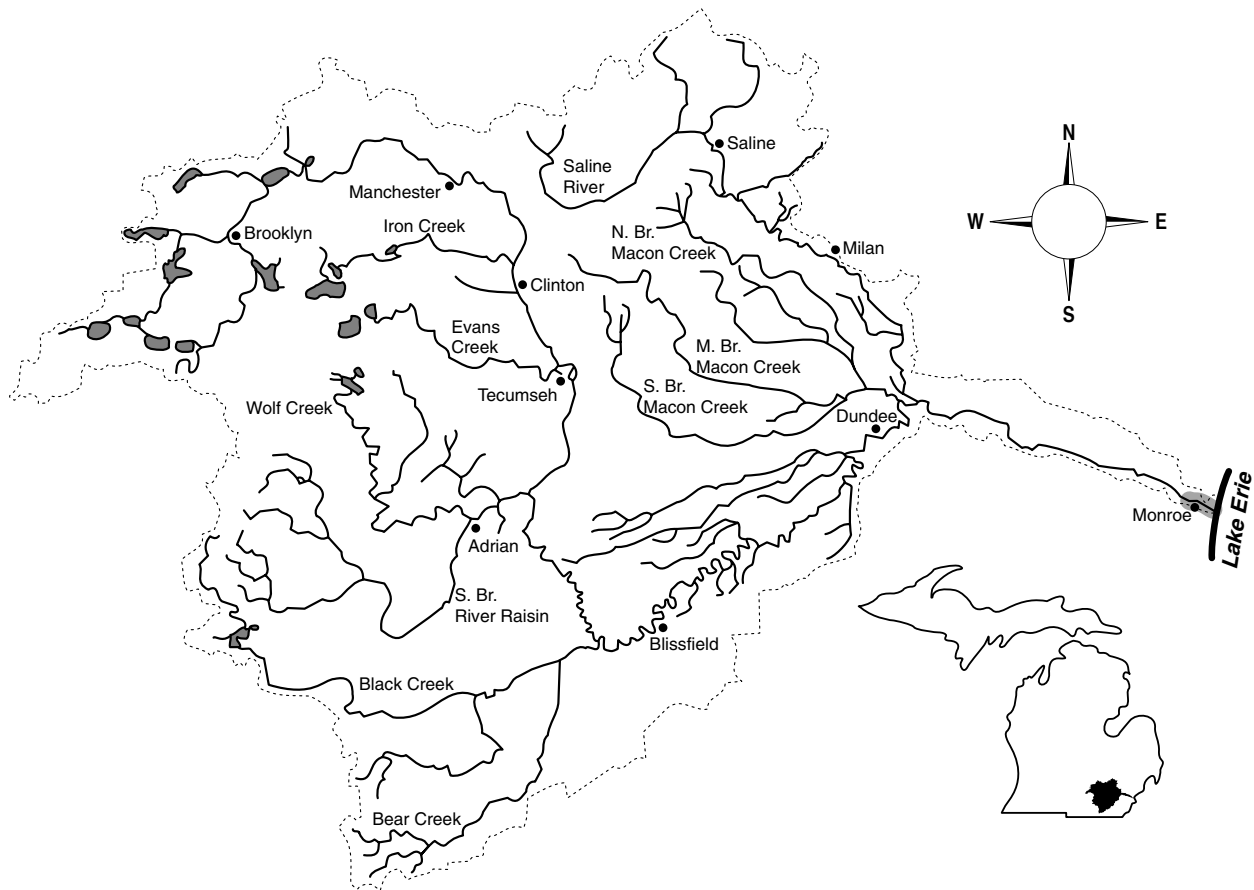 Saline
Saline
River
N
W
E
S
Manchester
Iron Creek
Brooklyn
N. Br.
Macon Creek
Milan
Clinton
Evans
Creek
M. Br.
Macon Creek
Tecumseh
S. Br.
Macon Creek
Wolf Creek
Dundee
Monroe
Lake Erie
Adrian
S. Br.
River Raisin
Blissfield
Black Creek
Bear Creek